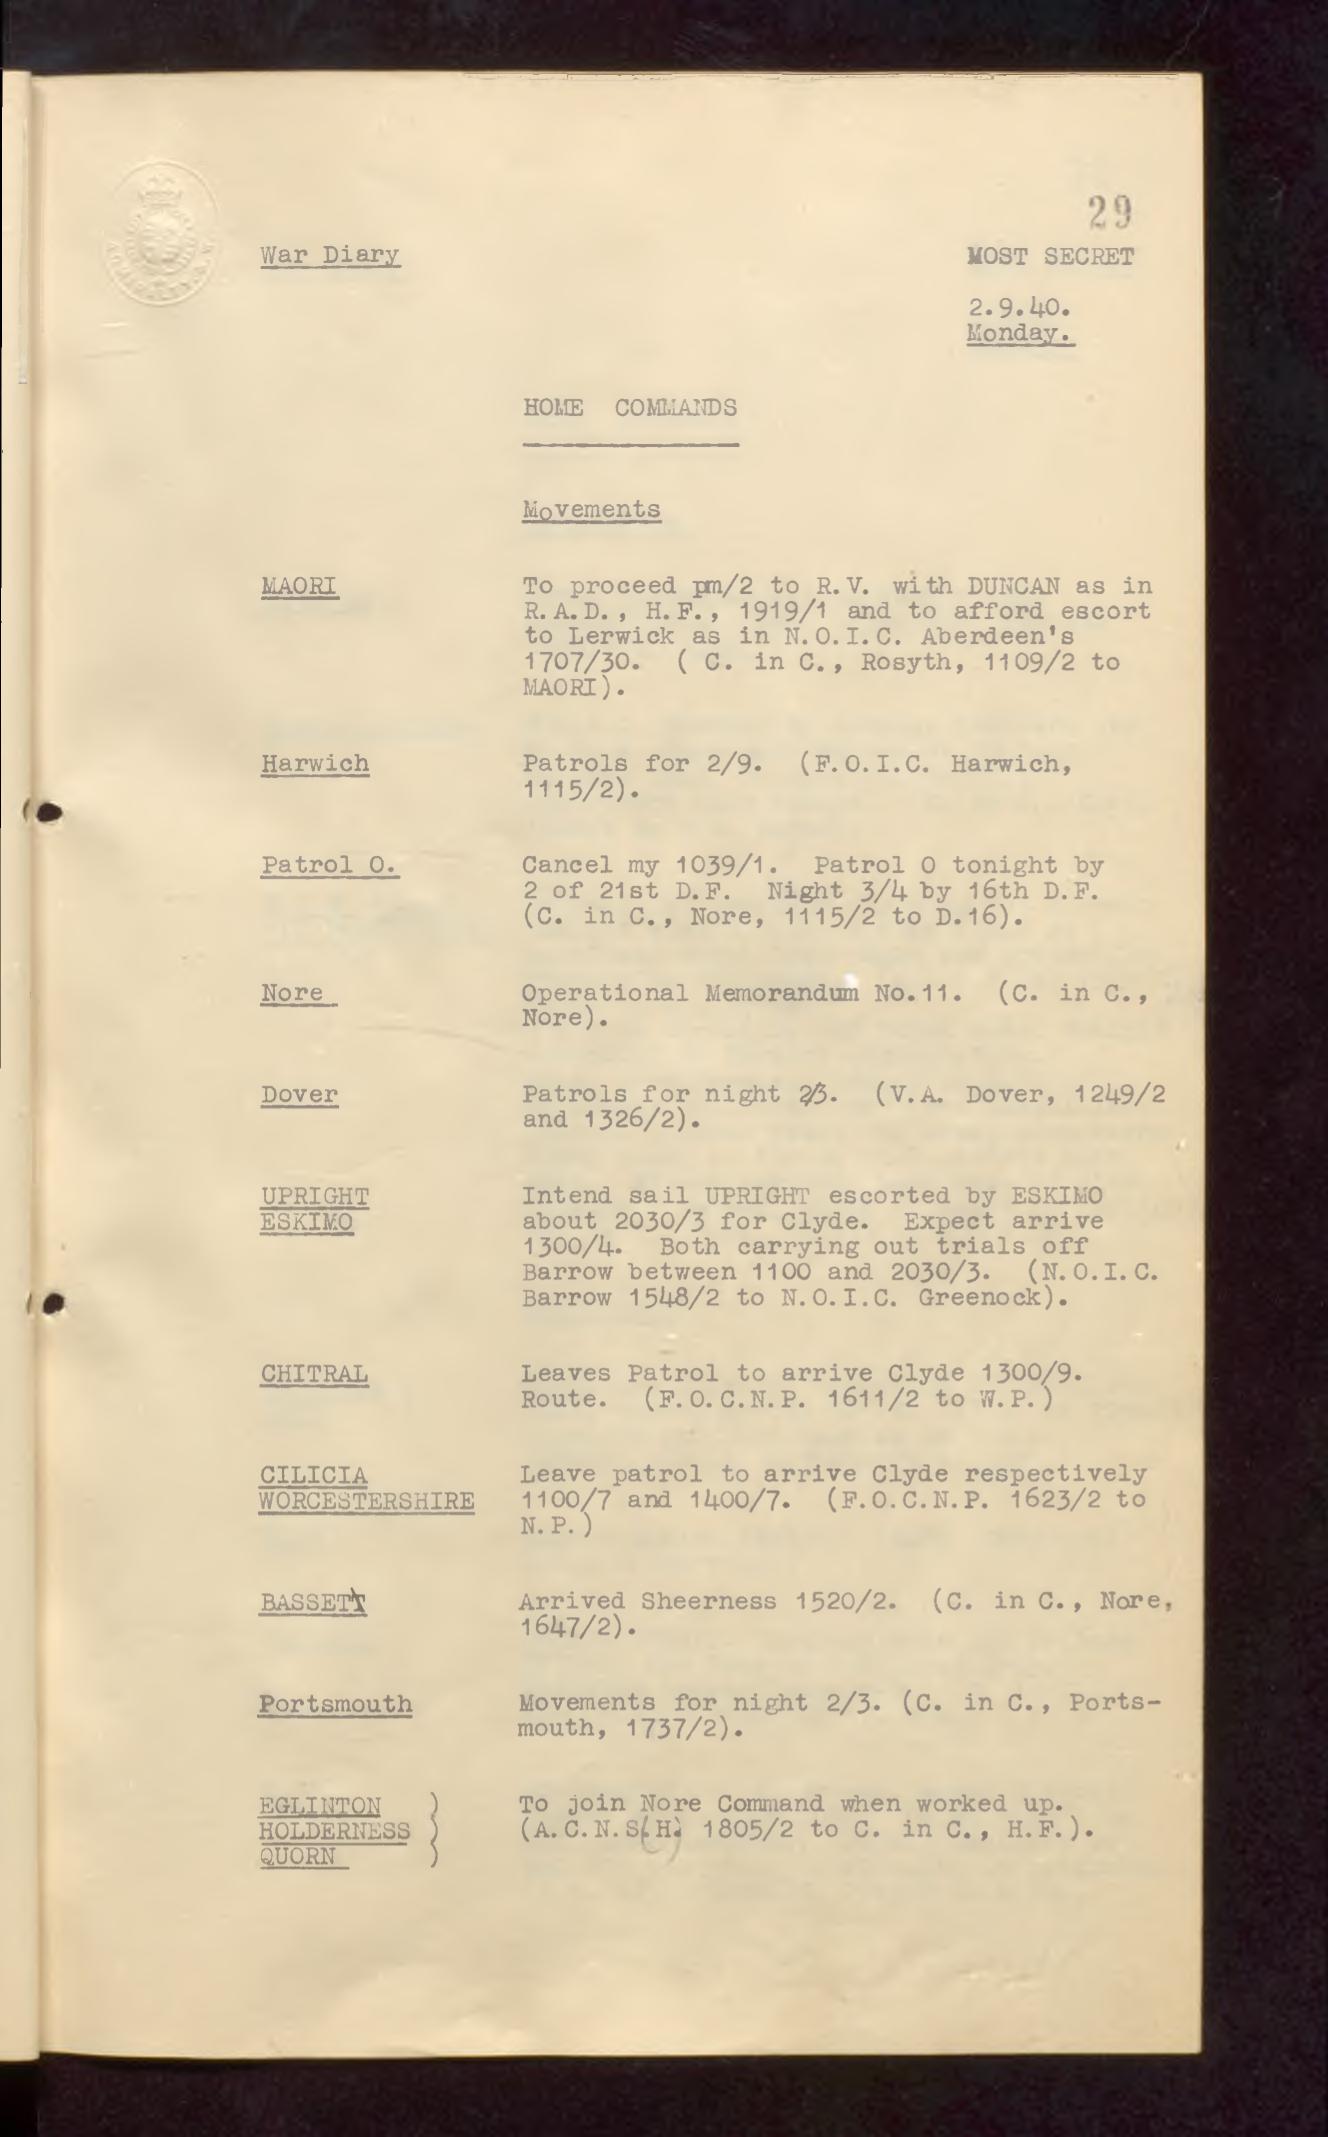 29
War Diary
MOST SECRET
2.9.40.
Monday.
HOME COMMANDS
Movements
MAORI
To proceed pm/2 to R.V. with DUNCAN as in
R.A.D., H.F., 1919/1 and to afford escort
to Lerwick as in N.O.I.C. Aberdeen's
1707/30. ( C. in C., Rosyth, 1109/2 to
MAORI).
Harwich
Patrols for 2/9. (F.O.I.C. Harwich,
1115/2).
Patrol O.
Cancel my 1039/1. Patrol O tonight by
2 of 21st D.F. Night 3/4 by 16th D.F.
(C. in C., Nore, 1115/2 to D.16).
Nore
Operational Memorandum No.11. (C. in C.,
Nore).
Dover
Patrols for night 2/3. (V.A. Dover, 1249/2
and 1326/2).
UPRIGHT
ESKIMO
Intend sail UPRIGHT escorted by ESKIMO
about 2030/3 for Clyde. Expect arrive
1300/4. Both carrying out trials off
Barrow between 1100 and 2030/3. (N.O.I.C.
Barrow 1548/2 to N.O.I.C. Greenock).
CHITRAL
Leaves Patrol to arrive Clyde 1300/9.
Route. (F.O.C.N.P. 1611/2 to W.P.)
CILICIA
WORCESTERSHIRE
Leave patrol to arrive Clyde respectively
1100/7 and 1400/7. (F.O.C.N.P. 1623/2 to
N.P.)
BASSETT
Arrived Sheerness 1520/2. (C. in C., Nore,
1647/2).
Portsmouth
Movements for night 2/3. (C. in C., Ports-
mouth, 1737/2).
EGLINTON )
HOLDERNESS )
QUORN )
To join Nore Command when worked up.
(A.C.N.S.(H) 1805/2 to C. in C., H.F.).